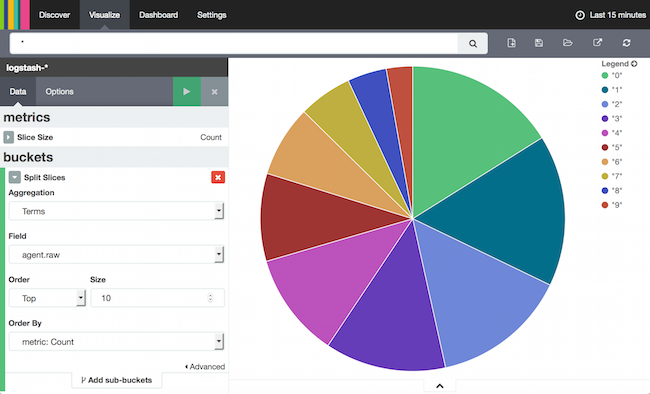 Discover Visualize Dashboard Settings Last 15 minutes
*
logstash-*
Data Options
metrics
Slice Size Count
buckets
Split Slices
Aggregation
Terms
Field
agent.raw
Order Size
Top 10
Order By
metric: Count
Advanced
Add sub-buckets
Legend
"0"
"1"
"2"
"3"
"4"
"5"
"6"
"7"
"8"
"9"